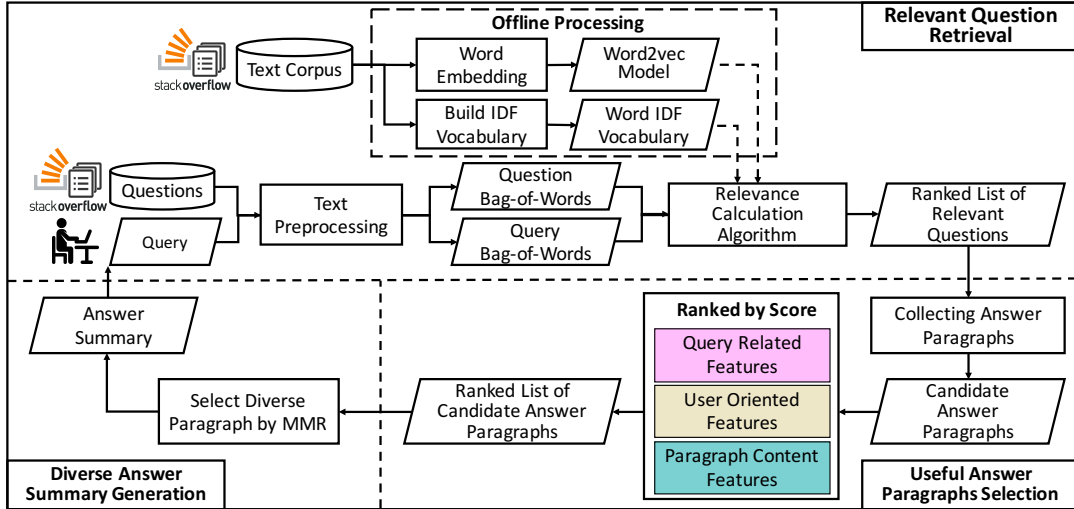 Offline Processing
Relevant Question
Retrieval
stackoverflow
Text Corpus
Word
Embedding
Word2vec
Model
Build IDF
Vocabulary
Word IDF
Vocabulary
stackoverflow
Questions
Query
Text
Preprocessing
Question
Bag-of-Words
Query
Bag-of-Words
Relevance
Calculation
Algorithm
Ranked List of
Relevant
Questions
Answer
Summary
Select Diverse
Paragraph by MMR
Ranked List of
Candidate Answer
Paragraphs
Ranked by Score
Query Related
Features
User Oriented
Features
Paragraph Content
Features
Collecting Answer
Paragraphs
Candidate
Answer
Paragraphs
Diverse Answer
Summary Generation
Useful Answer
Paragraphs Selection